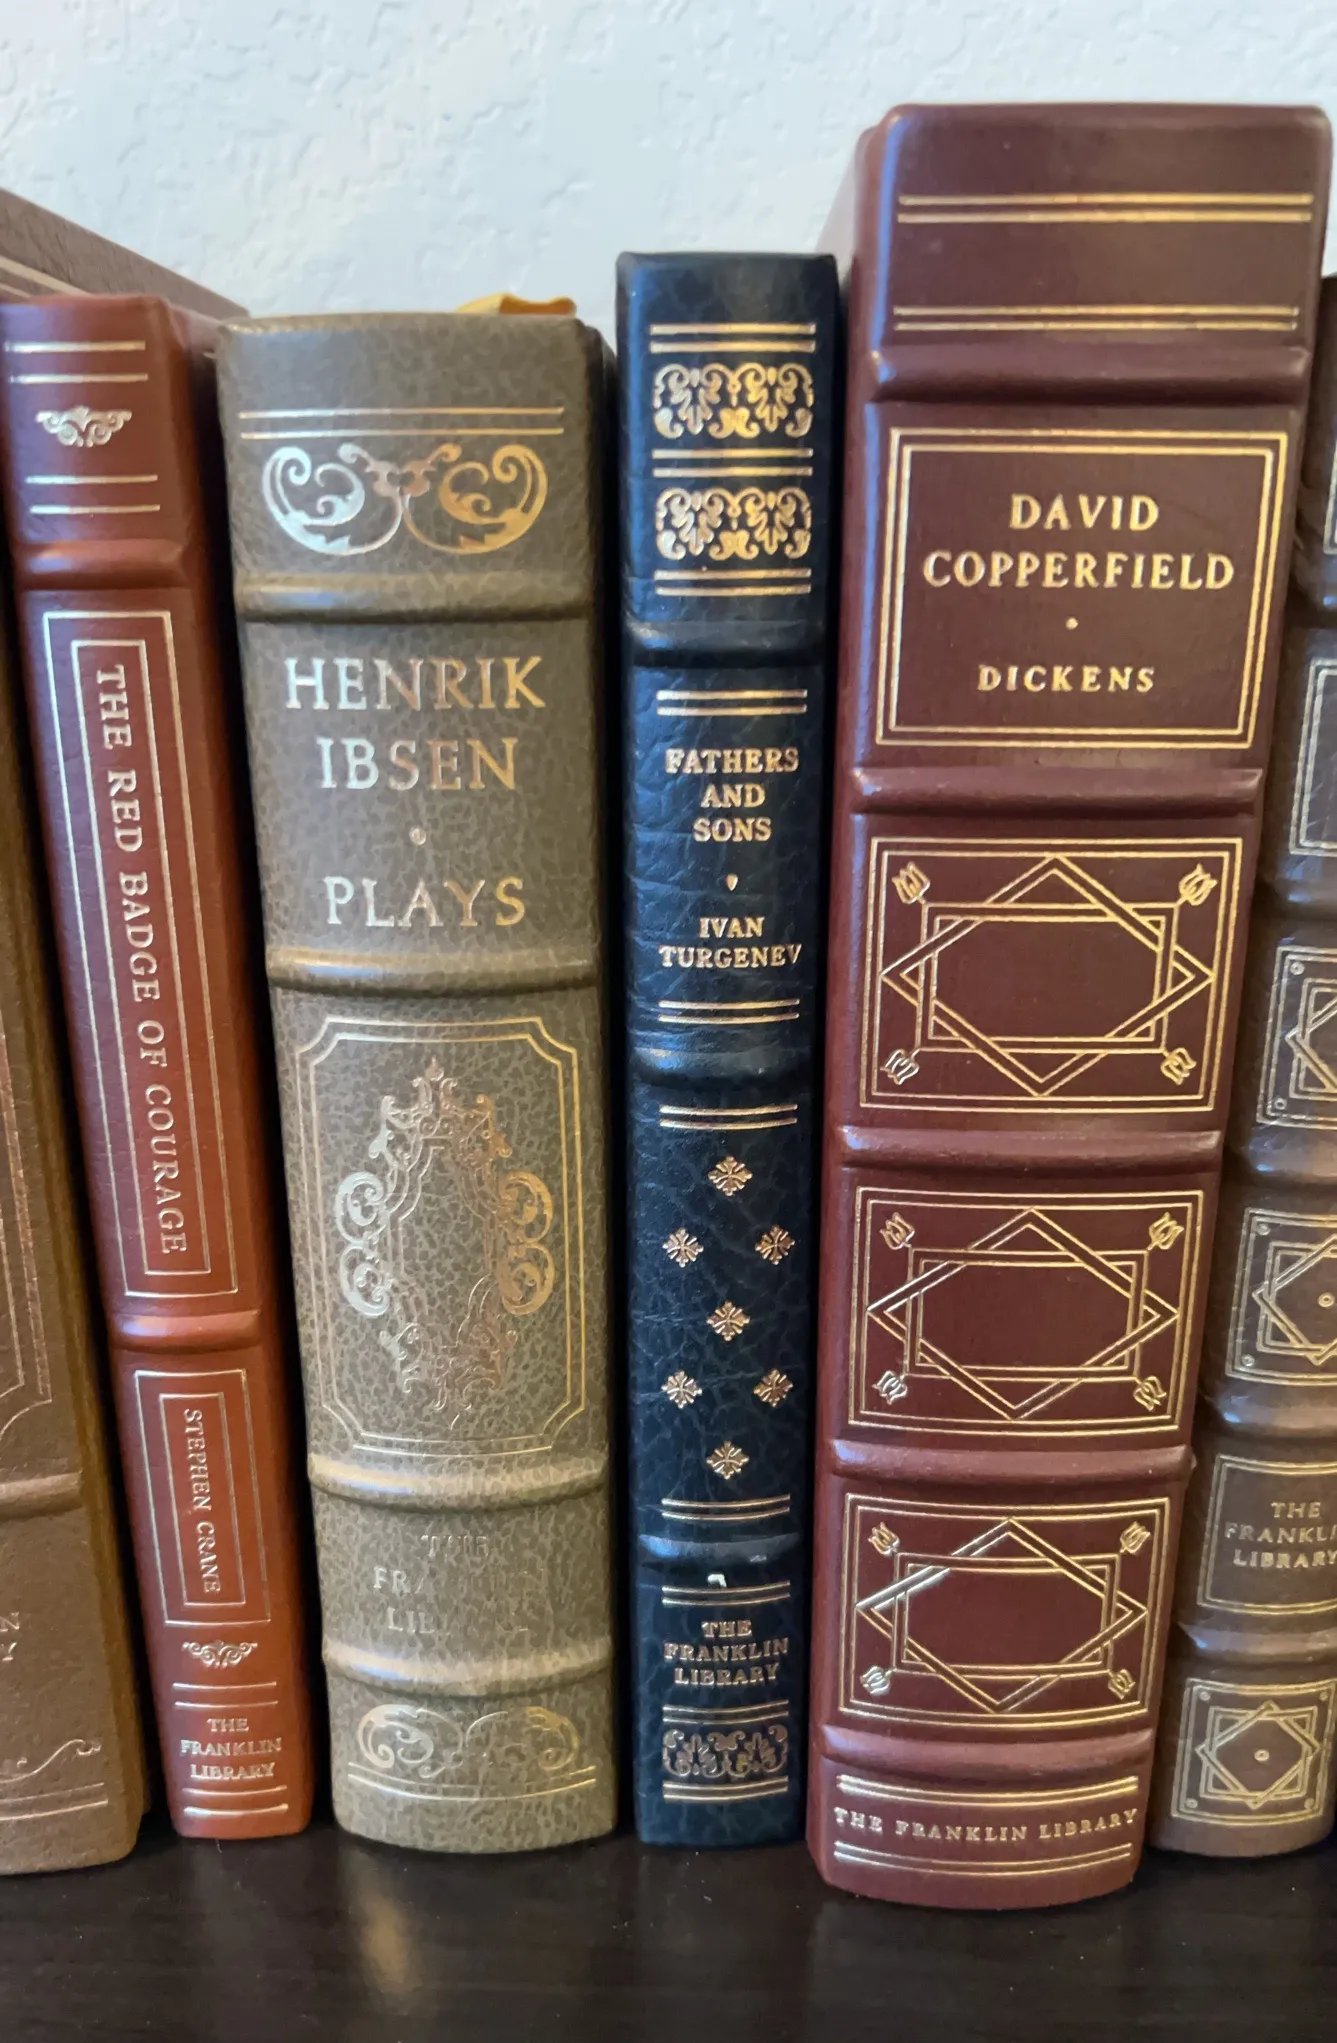 THE RED BADGE OF COURAGE
STEPHEN CRANE
THE
FRANKLIN
LIBRARY
HENRIK
IBSEN
PLAYS
THE
FATHERS
AND
SONS
IVAN
TURGENEV
THE
FRANKLIN
LIBRARY
DAVID
COPPERFIELD
DICKENS
THE FRANKLIN LIBRARY
THE
LIBRARY